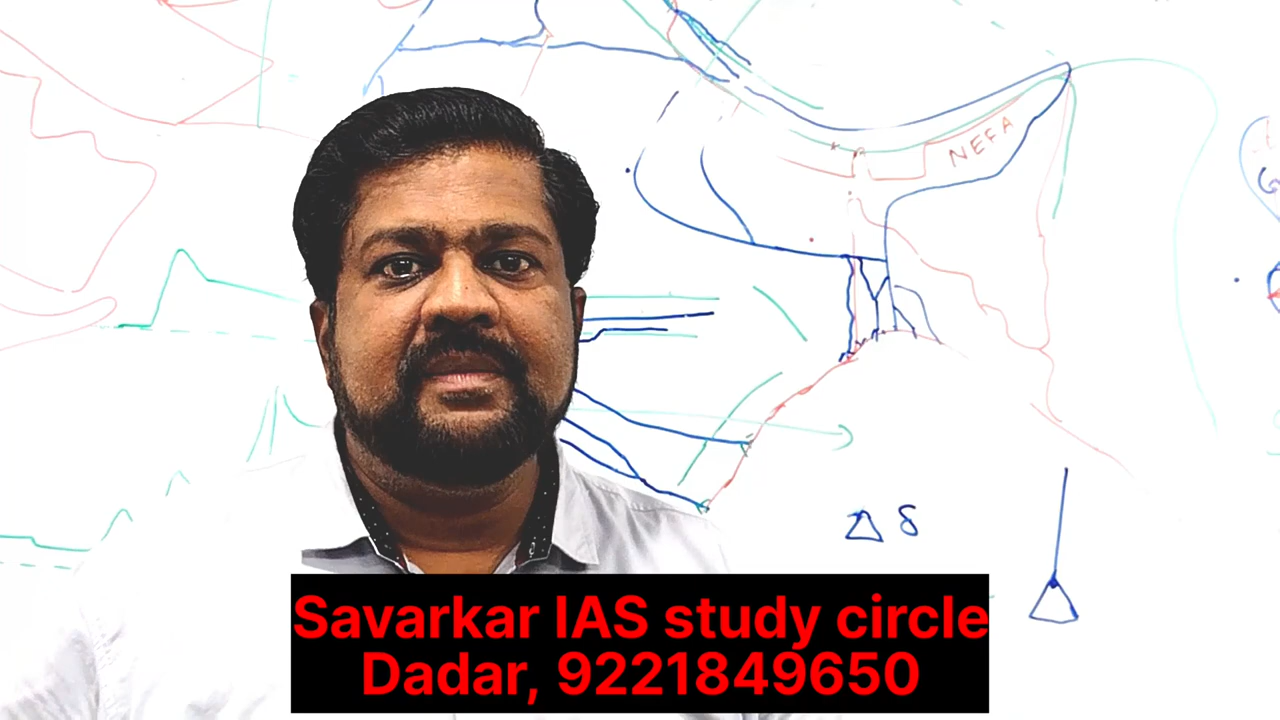 NEFA
G
Δ δ
Savarkar IAS study circle
Dadar, 9221849650